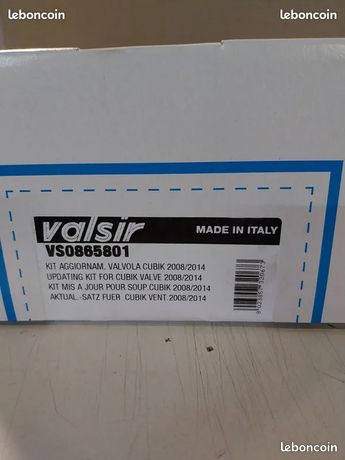 leboncoin leboncoin
valsir MADE IN ITALY
VS0865801
KIT AGGIORNAM. VALVOLA CUBIK 2008/2014
UPDATING KIT FOR CUBIK VALVE 2008/2014
KIT MIS A JOUR POUR SOUP.CUBIK 2008/2014
AKTUAL.-SATZ FUER CUBIK VENT.2008/2014
leboncoin leboncoin